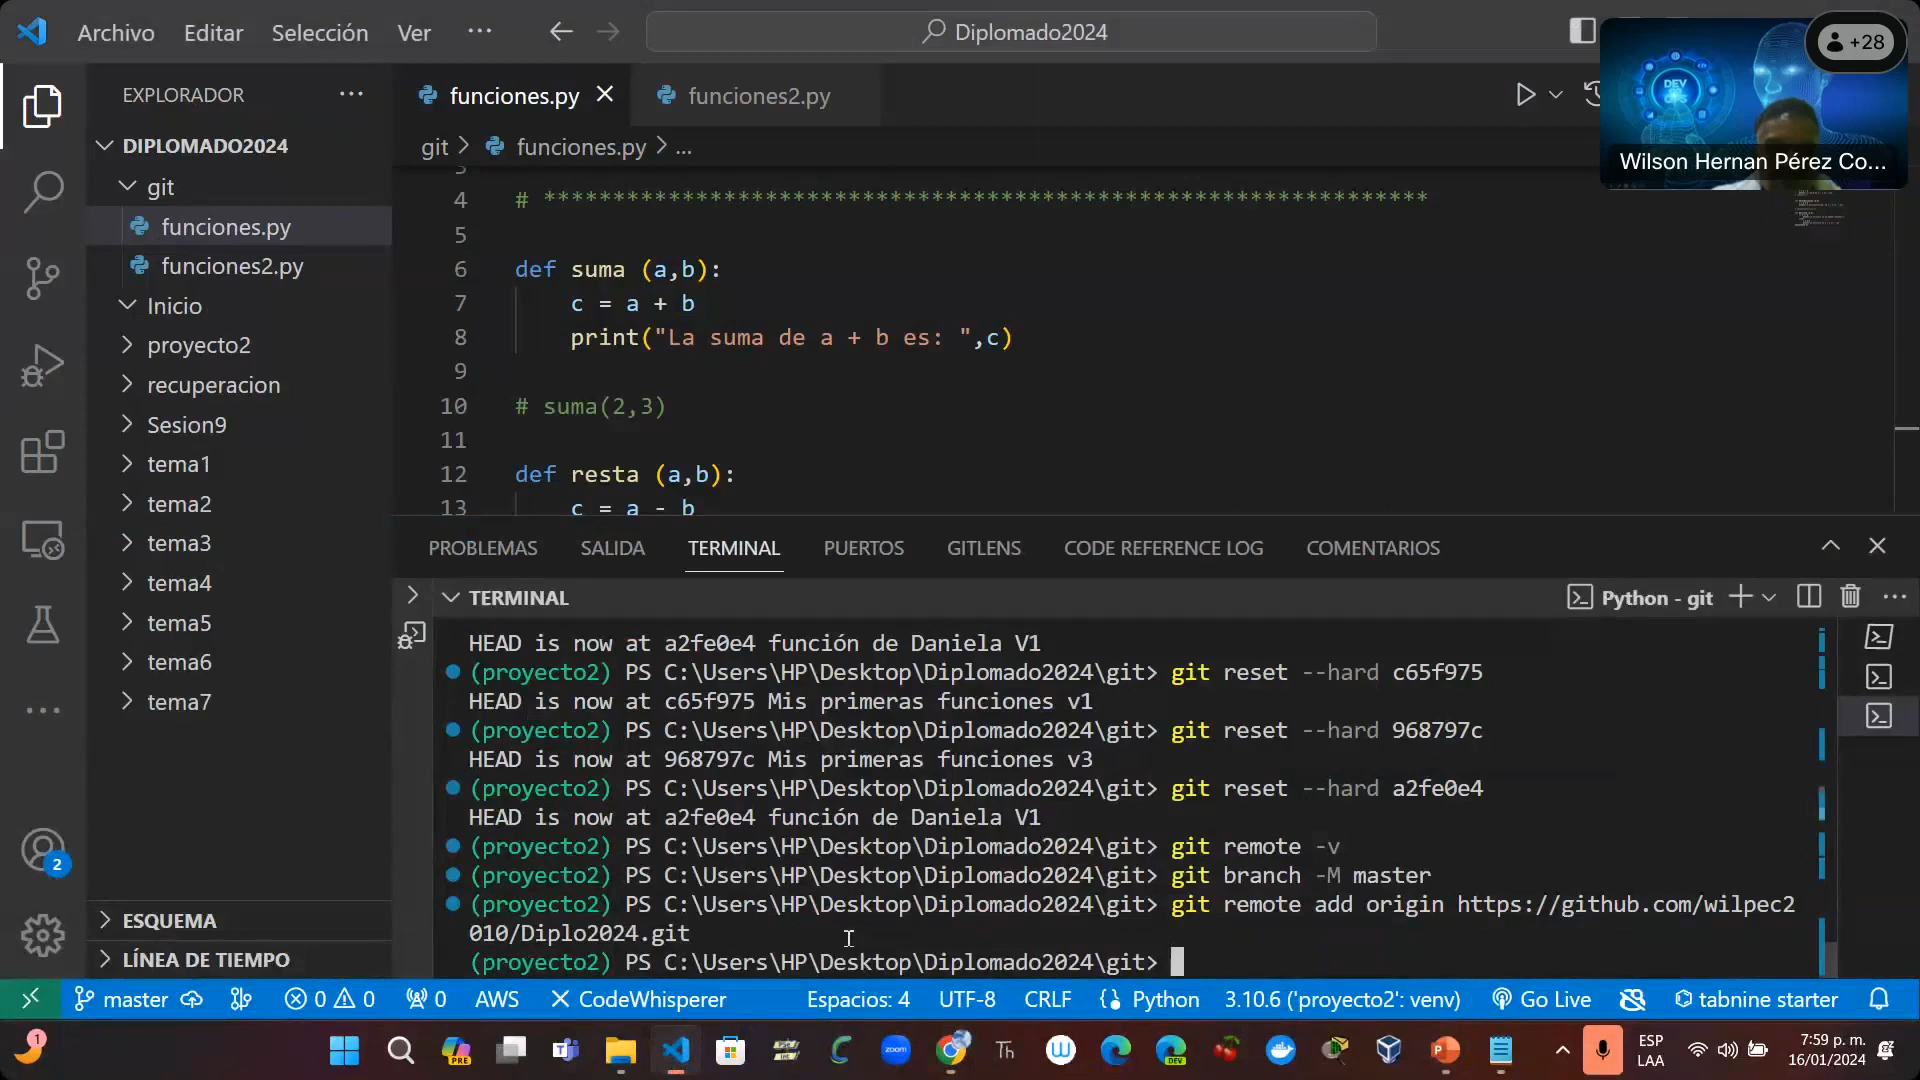 Archivo Editar Selección Ver ... Diplomado2024
+28
DEV
OPS
Wilson Hernan Pérez Co...
EXPLORADOR ...
DIPLOMADO2024
git
funciones.py
funciones2.py
Inicio
proyecto2
recuperacion
Sesion9
tema1
tema2
tema3
tema4
tema5
tema6
tema7
ESQUEMA
LÍNEA DE TIEMPO
2
funciones.py funciones2.py
git > funciones.py > ...
3
4 # ****************************************************************
5
6 def suma (a,b):
7 c = a + b
8 print("La suma de a + b es: ",c)
9
10 # suma(2,3)
11
12 def resta (a,b):
13 c = a - b
PROBLEMAS SALIDA TERMINAL PUERTOS GITLENS CODE REFERENCE LOG COMENTARIOS
TERMINAL Python - git
HEAD is now at a2fe0e4 función de Daniela V1
(proyecto2) PS C:\Users\HP\Desktop\Diplomado2024\git> git reset --hard c65f975
HEAD is now at c65f975 Mis primeras funciones v1
(proyecto2) PS C:\Users\HP\Desktop\Diplomado2024\git> git reset --hard 968797c
HEAD is now at 968797c Mis primeras funciones v3
(proyecto2) PS C:\Users\HP\Desktop\Diplomado2024\git> git reset --hard a2fe0e4
HEAD is now at a2fe0e4 función de Daniela V1
(proyecto2) PS C:\Users\HP\Desktop\Diplomado2024\git> git remote -v
(proyecto2) PS C:\Users\HP\Desktop\Diplomado2024\git> git branch -M master
(proyecto2) PS C:\Users\HP\Desktop\Diplomado2024\git> git remote add origin https://github.com/wilpec2
010/Diplo2024.git
(proyecto2) PS C:\Users\HP\Desktop\Diplomado2024\git>
master 0 0 0 AWS CodeWhisperer Espacios: 4 UTF-8 CRLF Python 3.10.6 ('proyecto2': venv) Go Live tabnine starter
1 PRE zoom Th DEV ESP
LAA
7:59 p. m.
16/01/2024